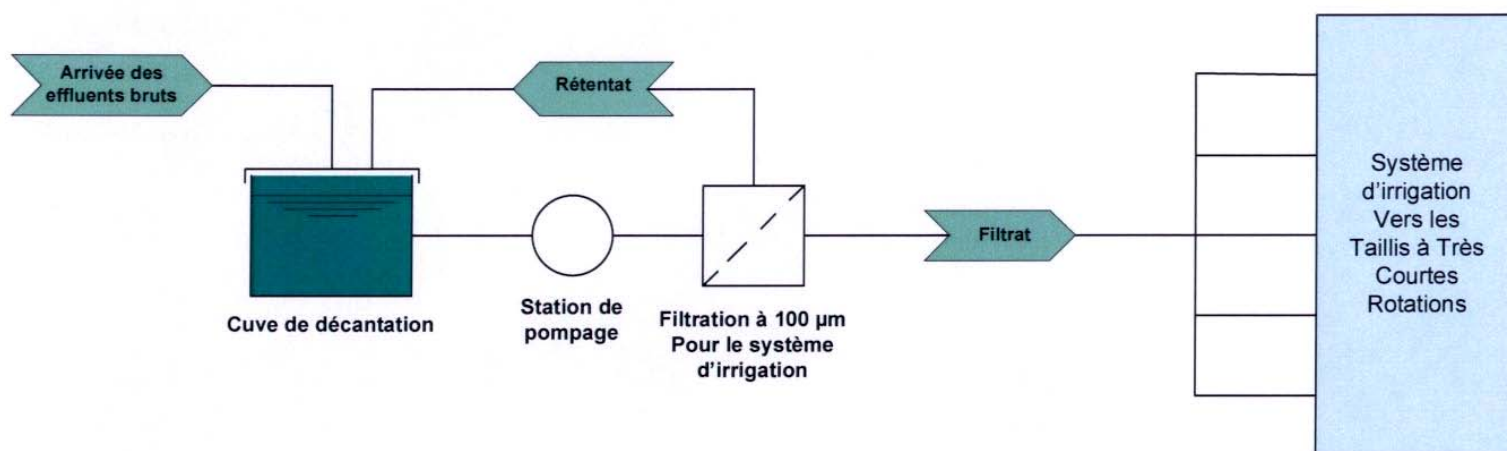 Arrivée des
effluents bruts
Rétentat
Cuve de décantation
Station de
pompage
Filtration à 100 µm
Pour le système
d'irrigation
Filtrat
Système
d'irrigation
Vers les
Taillis à Très
Courtes
Rotations